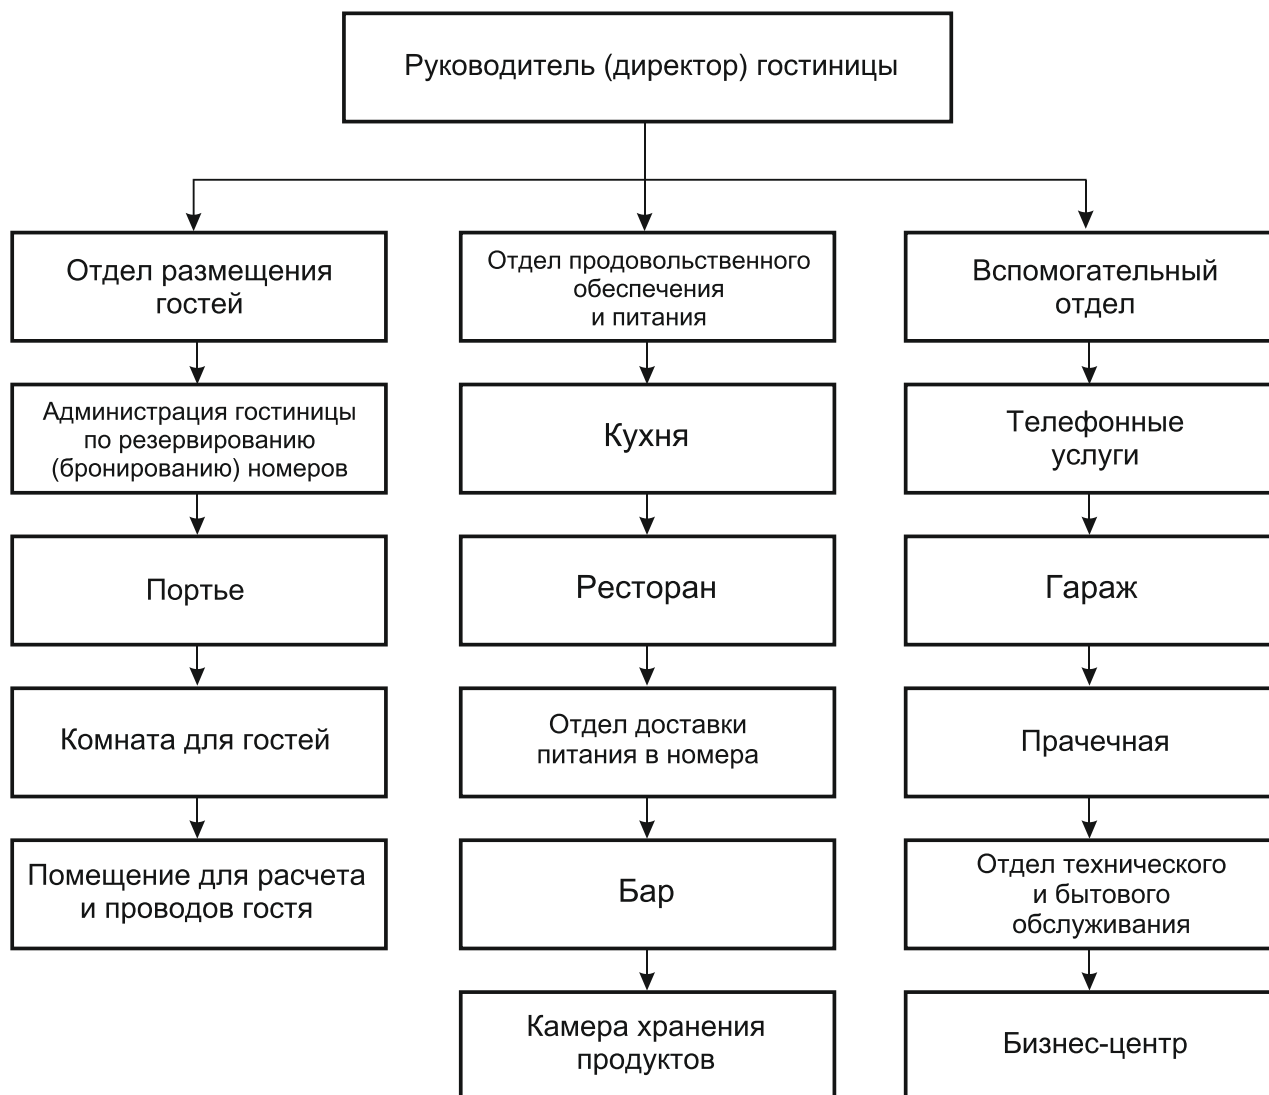 Руководитель (директор) гостиницы
Отдел размещения
гостей
Администрация гостиницы
по резервированию
(бронированию) номеров
Портье
Комната для гостей
Помещение для расчета
и проводов гостя
Отдел продовольственного
обеспечения
и питания
Кухня
Ресторан
Отдел доставки
питания в номера
Бар
Камера хранения
продуктов
Вспомогательный
отдел
Телефонные
услуги
Гараж
Прачечная
Отдел технического
и бытового
обслуживания
Бизнес-центр